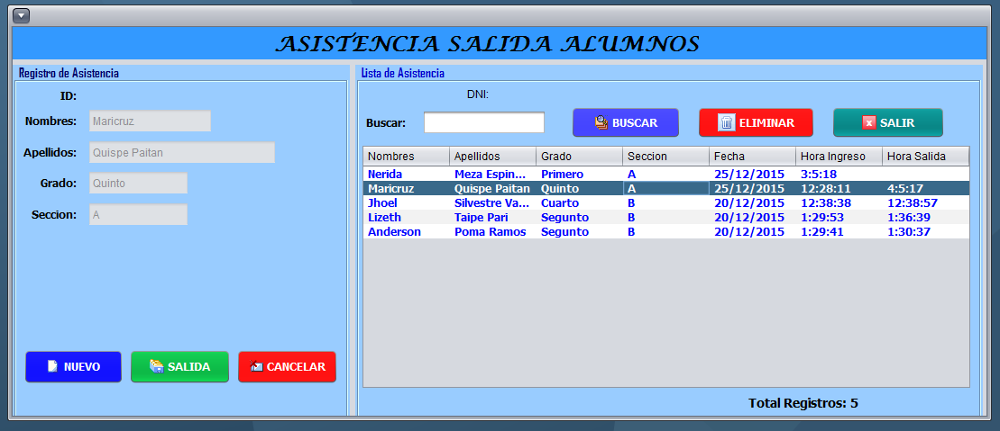 ASISTENCIA SALIDA ALUMNOS
Registro de Asistencia
ID:
Nombres: Maricruz
Apellidos: Quispe Paitan
Grado: Quinto
Seccion: A
NUEVO SALIDA CANCELAR
Lista de Asistencia
DNI:
Buscar: BUSCAR ELIMINAR SALIR
Nombres Apellidos Grado Seccion Fecha Hora Ingreso Hora Salida
Nerida Meza Espin... Primero A 25/12/2015 3:5:18
Maricruz Quispe Paitan Quinto A 25/12/2015 12:28:11 4:5:17
Jhoel Silvestre Va... Cuarto B 20/12/2015 12:38:38 12:38:57
Lizeth Taipe Pari Segunto B 20/12/2015 1:29:53 1:36:39
Anderson Poma Ramos Segunto B 20/12/2015 1:29:41 1:30:37
Total Registros: 5